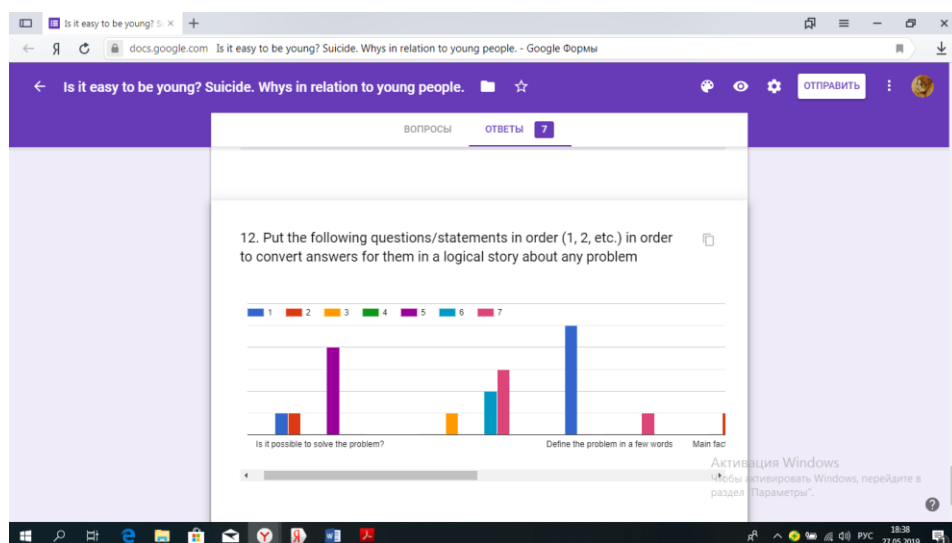 Is it easy to be young? S
docs.google.com Is it easy to be young? Suicide. Whys in relation to young people. - Google Формы
Is it easy to be young? Suicide. Whys in relation to young people.
ОТПРАВИТЬ
ВОПРОСЫ ОТВЕТЫ 7
12. Put the following questions/statements in order (1, 2, etc.) in order
to convert answers for them in a logical story about any problem
1 2 3 4 5 6 7
Is it possible to solve the problem? Define the problem in a few words Main fact
Активация Windows
Чтобы активировать Windows, перейдите в
раздел "Параметры".
РУС 18:38
27.05.2019